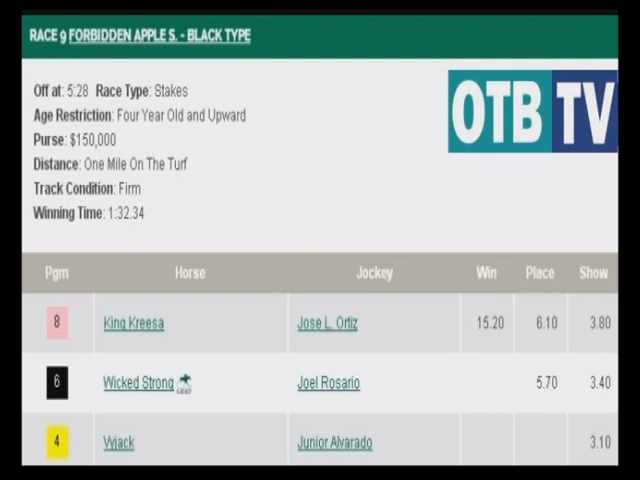 RACE 9 FORBIDDEN APPLE S. - BLACK TYPE
Off at: 5:28 Race Type: Stakes
Age Restriction: Four Year Old and Upward
Purse: $150,000
Distance: One Mile On The Turf
Track Condition: Firm
Winning Time: 1:32.34
OTB TV
Pgm Horse Jockey Win Place Show
8 King Kreesa Jose L. Ortiz 15.20 6.10 3.80
6 Wicked Strong Joel Rosario 5.70 3.40
4 Vyjack Junior Alvarado 3.10